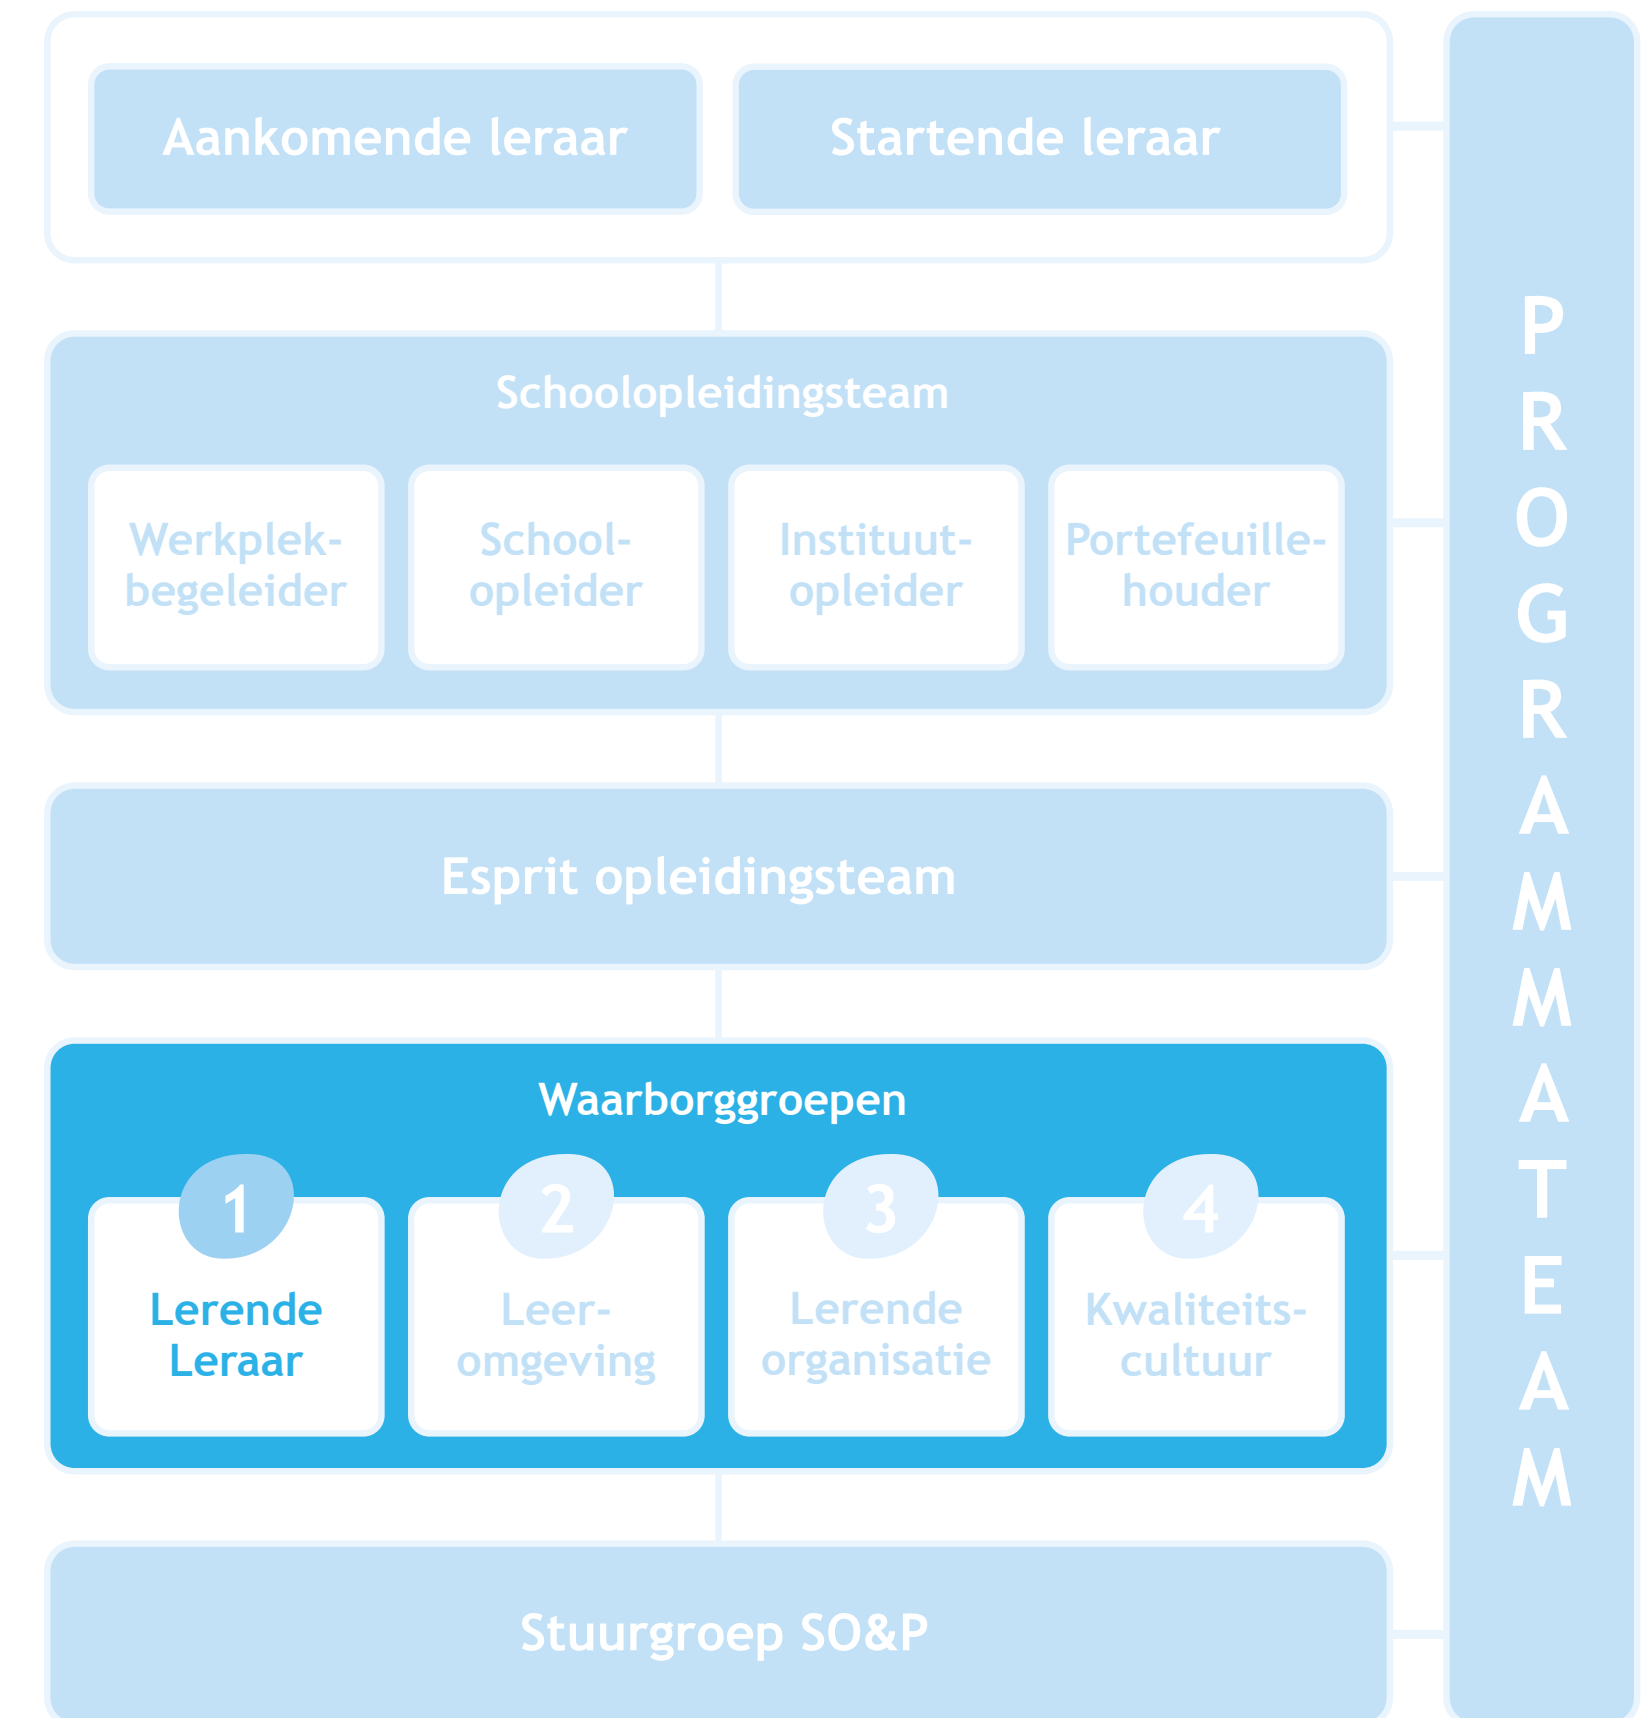 Aankomende leraar
Startende leraar
Schoolopleidingsteam
Werkplek-
begeleider
School-
opleider
Instituut-
opleider
Portefeuille-
houder
Esprit opleidingsteam
Waarborggroepen
1
Lerende
Leraar
2
Leer-
omgeving
3
Lerende
organisatie
4
Kwaliteits-
cultuur
Stuurgroep SO&P
P
R
O
G
R
A
M
M
A
T
E
A
M